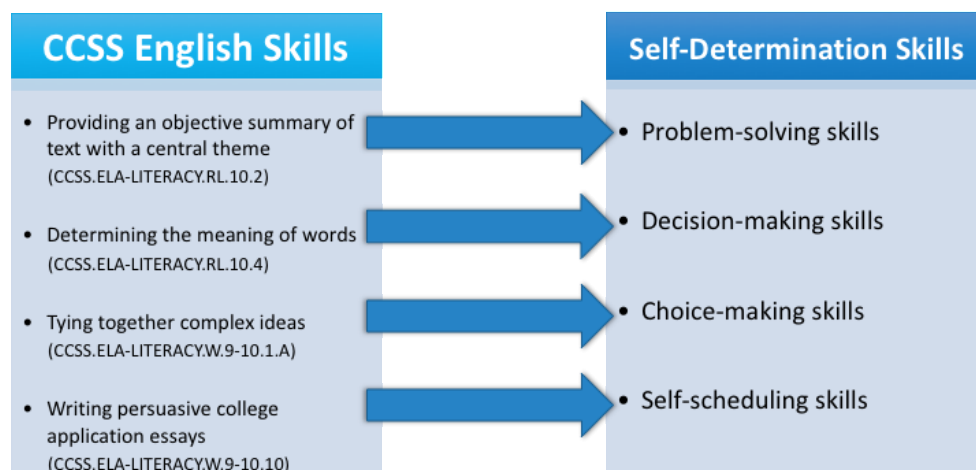 CCSS English Skills
• Providing an objective summary of
text with a central theme
(CCSS.ELA-LITERACY.RL.10.2)
• Determining the meaning of words
(CCSS.ELA-LITERACY.RL.10.4)
• Tying together complex ideas
(CCSS.ELA-LITERACY.W.9-10.1.A)
• Writing persuasive college
application essays
(CCSS.ELA-LITERACY.W.9-10.10)
Self-Determination Skills
• Problem-solving skills
• Decision-making skills
• Choice-making skills
• Self-scheduling skills